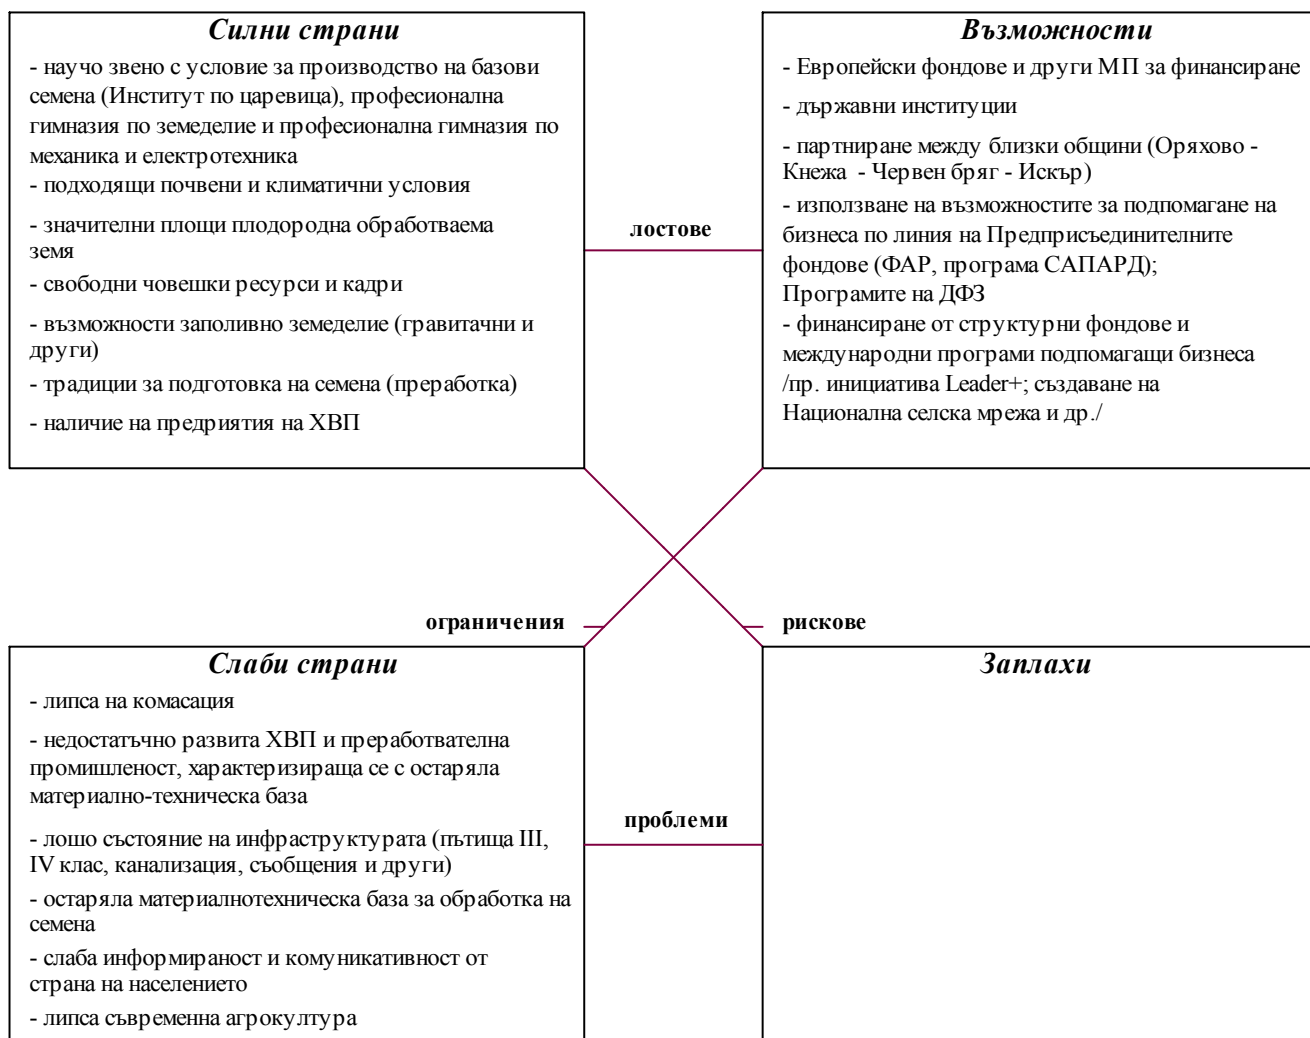 Силни страни
- научо звено с условие за производство на базови
семена (Институт по царевица), професионална
гимназия по земеделие и професионална гимназия по
механика и електротехника
- подходящи почвени и климатични условия
- значителни площи плодородна обработваема
земя
- свободни човешки ресурси и кадри
- възможности заполивно земеделие (гравитачни и
други)
- традиции за подготовка на семена (преработка)
- наличие на предриятия на ХВП
лостове
Възможности
- Европейски фондове и други МП за финансиране
- държавни институции
- партниране между близки общини (Оряхово -
Кнежа - Червен бряг - Искър)
- използване на възможностите за подпомагане на
бизнеса по линия на Предприсъединителните
фондове (ФАР, програма САПАРД);
Програмите на ДФЗ
- финансиране от структурни фондове и
международни програми подпомагащи бизнеса
/пр. инициатива Leader+; създаване на
Национална селска мрежа и др./
ограничения
рискове
Слаби страни
- липса на комасация
- недостатъчно развита ХВП и преработвателна
промишленост, характеризираща се с остаряла
материално-техническа база
- лошо състояние на инфраструктурата (пътища III,
IV клас, канализация, съобщения и други)
- остаряла материалнотехническа база за обработка на
семена
- слаба информираност и комуникативност от
страна на населението
- липса съвременна агрокултура
проблеми
Заплахи